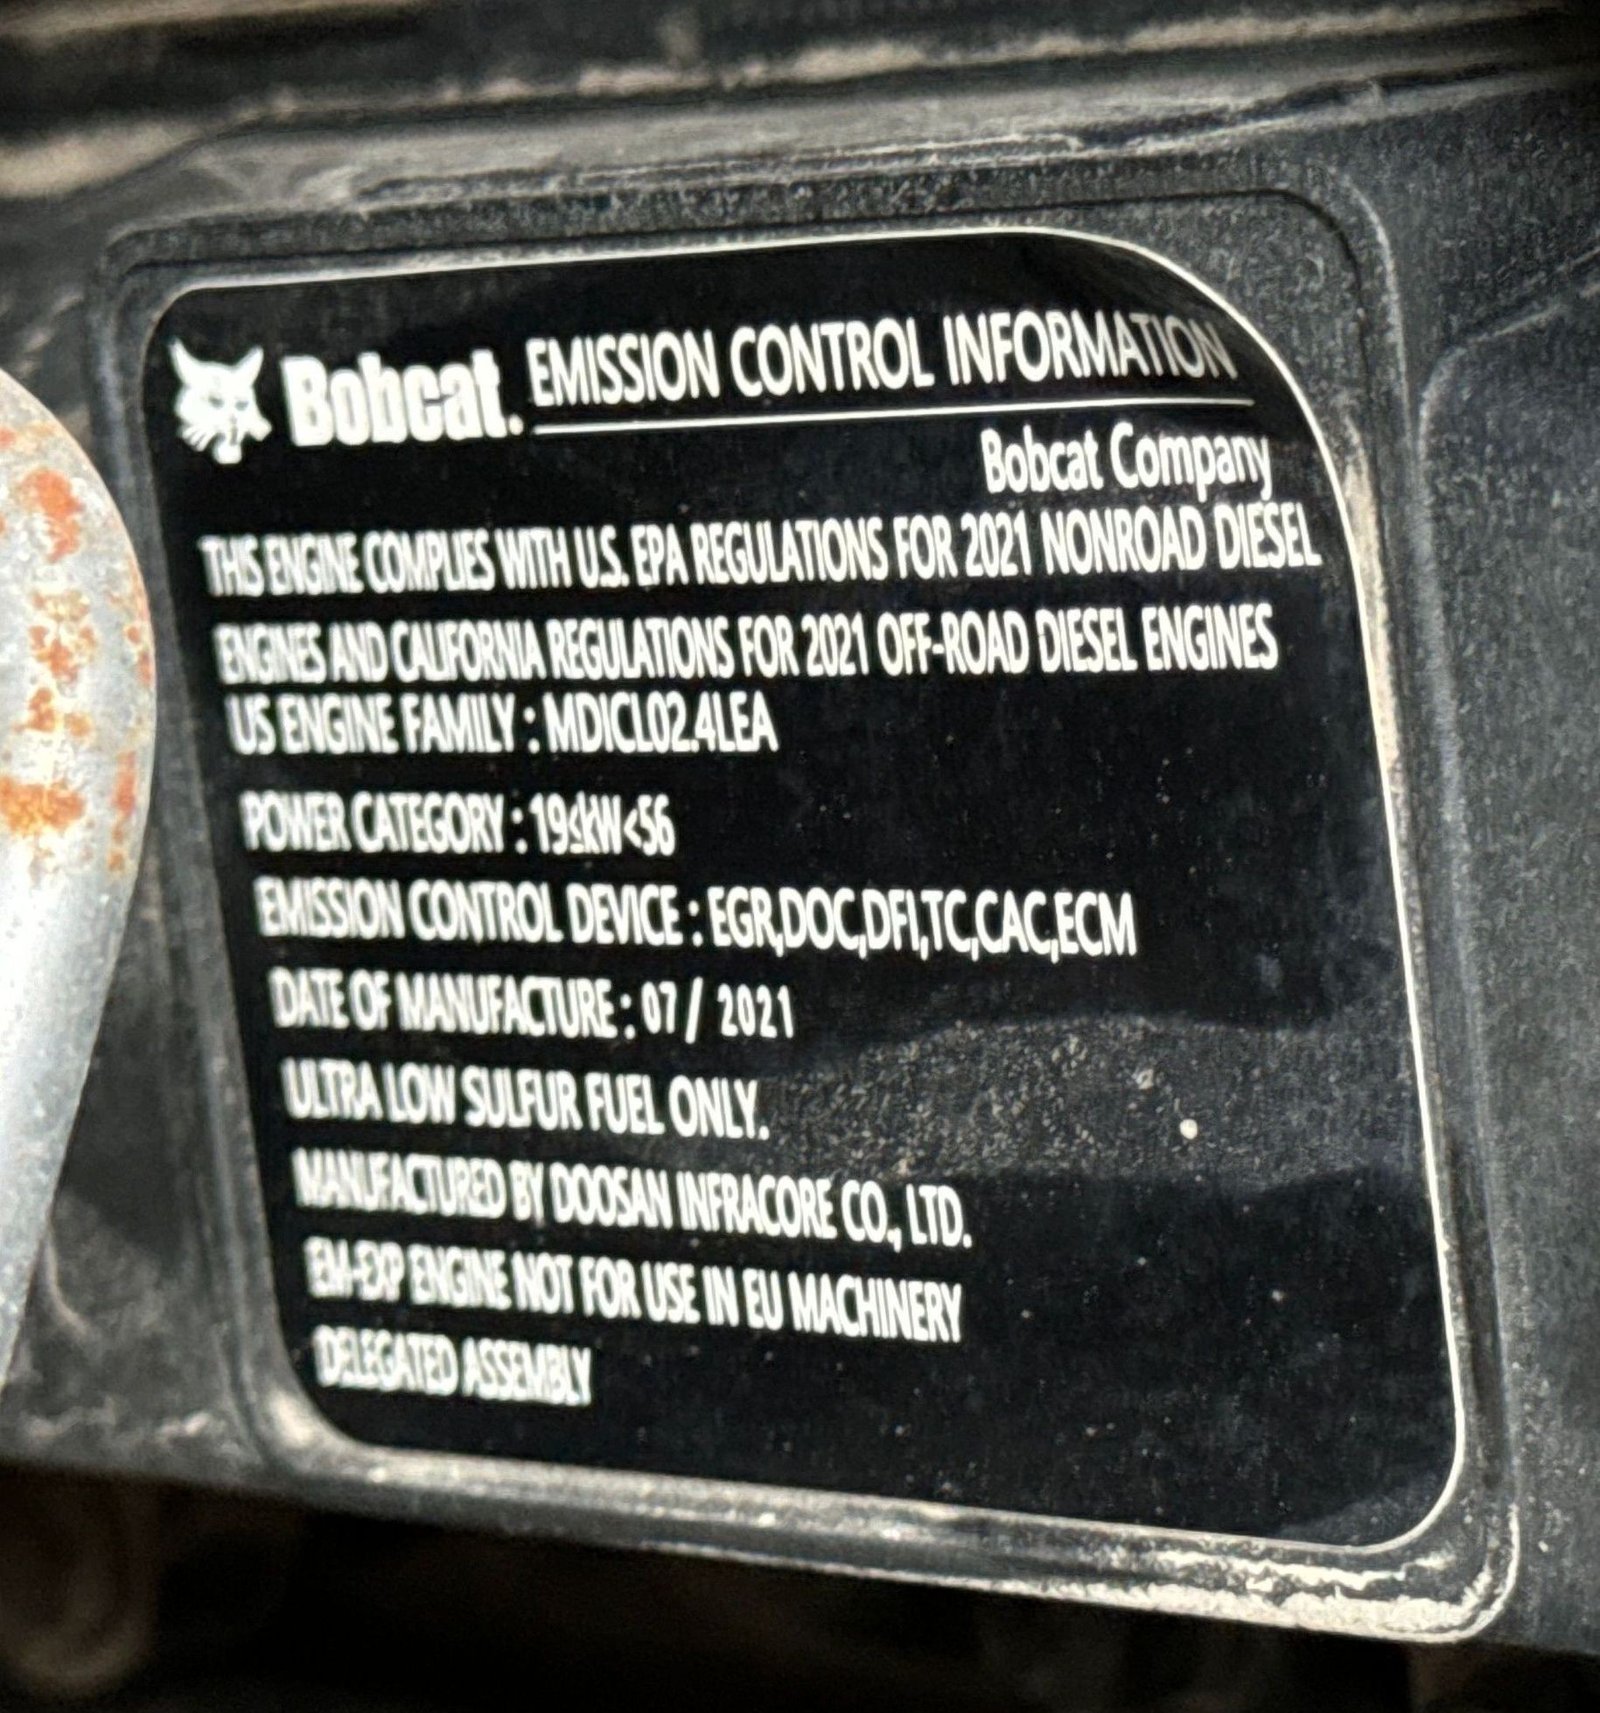 Bobcat. EMISSION CONTROL INFORMATION
Bobcat Company
THIS ENGINE COMPLIES WITH U.S. EPA REGULATIONS FOR 2021 NONROAD DIESEL
ENGINES AND CALIFORNIA REGULATIONS FOR 2021 OFF-ROAD DIESEL ENGINES
US ENGINE FAMILY : MDICL02.4LEA
POWER CATEGORY : 19≤kW<56
EMISSION CONTROL DEVICE : EGR,DOC,DFI,TC,CAC,ECM
DATE OF MANUFACTURE : 07 / 2021
ULTRA LOW SULFUR FUEL ONLY.
MANUFACTURED BY DOOSAN INFRACORE CO., LTD.
EM-EXP ENGINE NOT FOR USE IN EU MACHINERY
DELEGATED ASSEMBLY